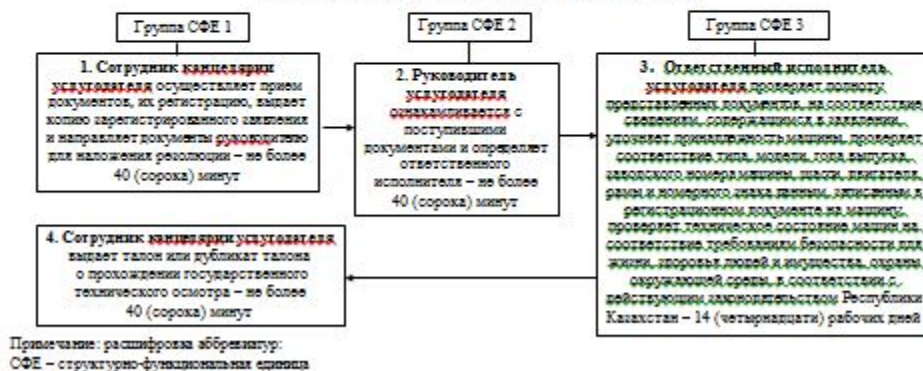 Группа СФЕ 1
1. Сотрудник канцелярии
услугодателя осуществляет прием
документов, их регистрацию, выдает
копию зарегистрированного заявления
и направляет документы руководителю
для наложения резолюции – не более
40 (сорока) минут
Группа СФЕ 2
2. Руководитель
услугодателя
ознакамливается с
поступившими
документами и определяет
ответственного
исполнителя – не более
40 (сорока) минут
Группа СФЕ 3
3. Ответственный исполнитель
услугодателя проверяет полноту
представленных документов, на соответствие
сведениям, содержащимся в заявлении,
уточняет принадлежность машины, проверяет
соответствие типа, модели, года выпуска,
заводского номера машины, шасси, двигателя,
рамы и номерного знака данным, записанным в
регистрационном документе на машину,
проверяет техническое состояние машин на
соответствие требованиям безопасности для
жизни, здоровья людей и имущества, охраны
окружающей среды, в соответствии с
действующим законодательством Республики
Казахстан – 14 (четырнадцати) рабочих дней
4. Сотрудник канцелярии услугодателя
выдает талон или дубликат талона
о прохождении государственного
технического осмотра – не более
40 (сорока) минут
Примечание: расшифровка аббревиатур:
СФЕ – структурно-функциональная единица